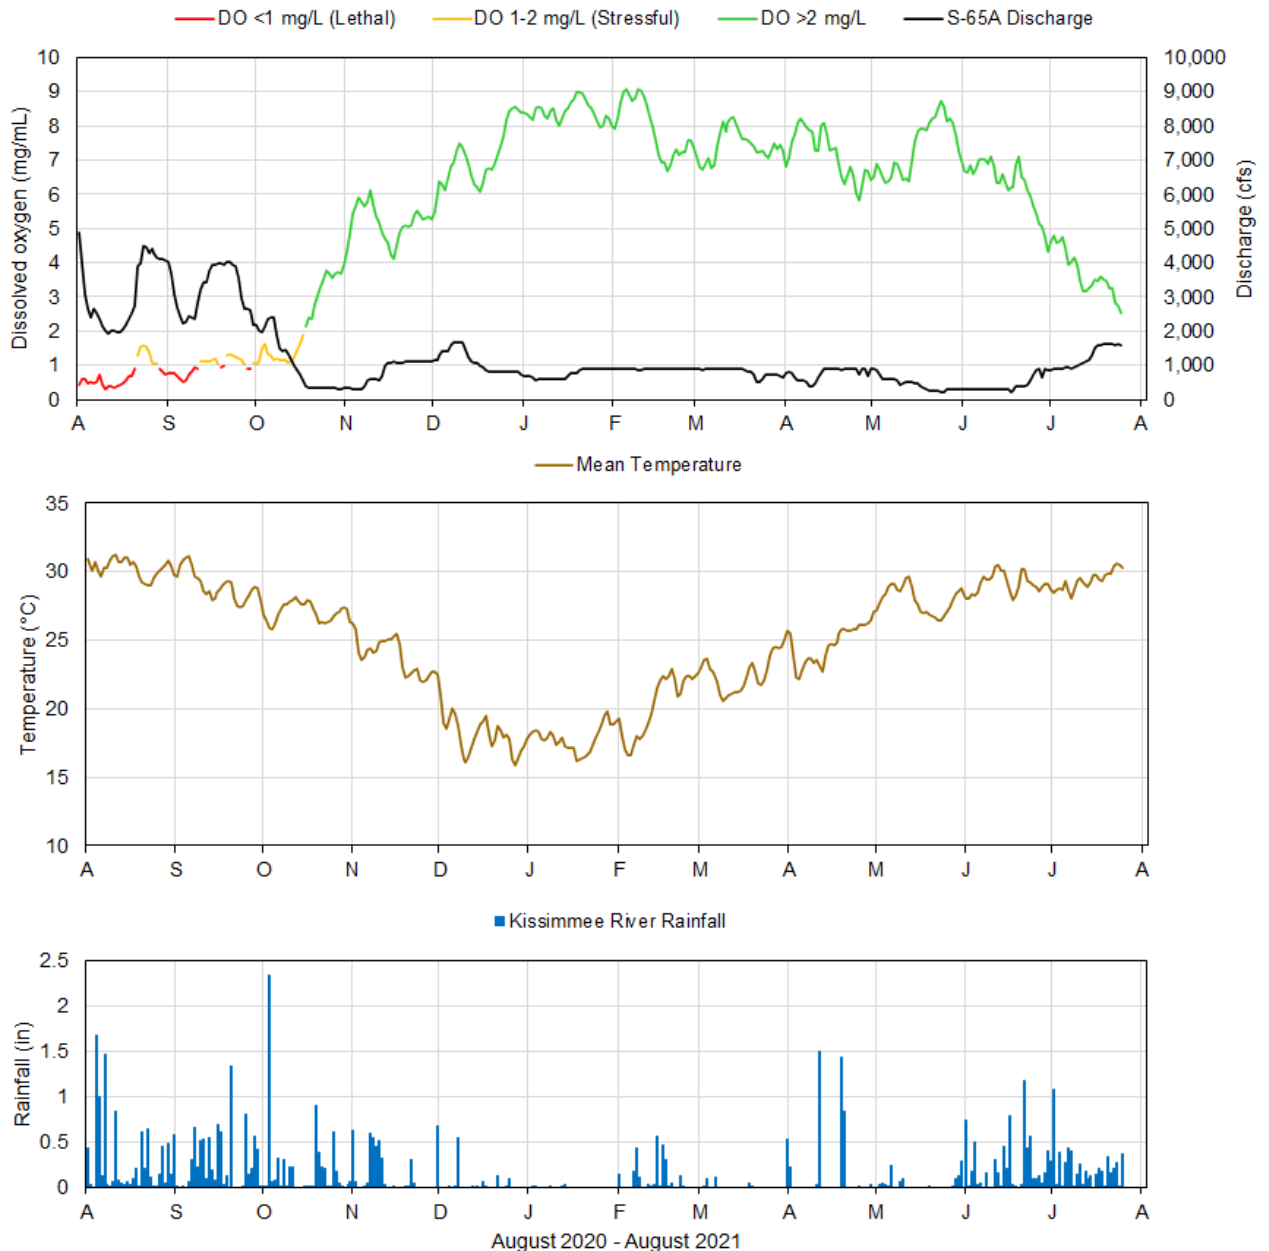 DO <1 mg/L (Lethal) DO 1-2 mg/L (Stressful) DO >2 mg/L S-65A Discharge
10 10,000
9 9,000
8 8,000
7 7,000
6 6,000
5 5,000
4 4,000
3 3,000
2 2,000
1 1,000
0 0
Dissolved oxygen (mg/mL)
Discharge (cfs)
A S O N D J F M A M J J A
Mean Temperature
35
30
25
20
15
10
Temperature (°C)
A S O N D J F M A M J J A
Kissimmee River Rainfall
2.5
2
1.5
1
0.5
0
Rainfall (in)
A S O N D J F M A M J J A
August 2020 - August 2021